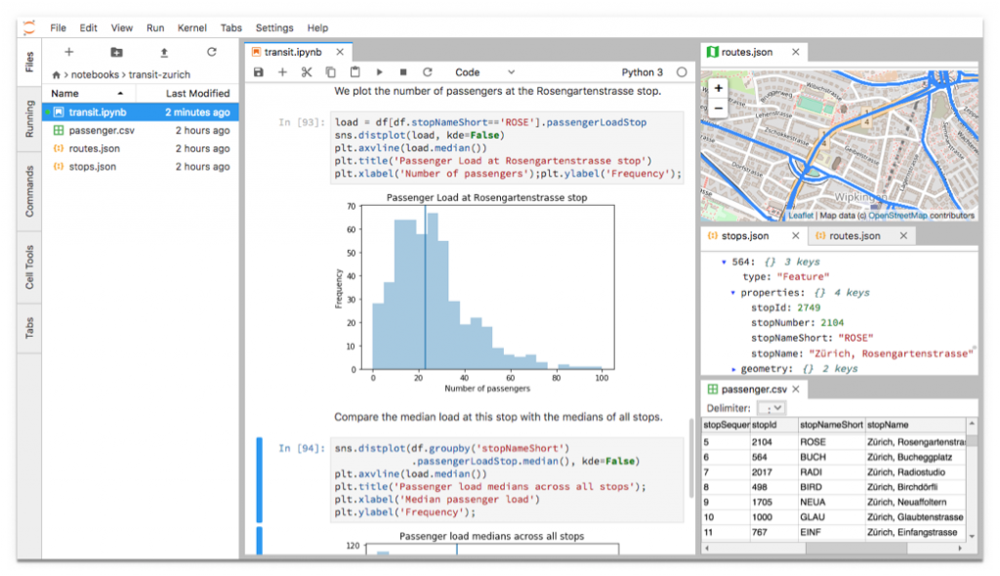 File Edit View Run Kernel Tabs Settings Help
Files
Running
Commands
Cell Tools
Tabs
notebooks › transit-zurich
Name Last Modified
transit.ipynb 2 minutes ago
passenger.csv 2 hours ago
routes.json 2 hours ago
stops.json 2 hours ago
transit.ipynb
Code Python 3
We plot the number of passengers at the Rosengartenstrasse stop.
In [93]: load = df[df.stopNameShort=='ROSE'].passengerLoadStop
sns.distplot(load, kde=False)
plt.axvline(load.median())
plt.title('Passenger Load at Rosengartenstrasse stop')
plt.xlabel('Number of passengers');plt.ylabel('Frequency');
Passenger Load at Rosengartenstrasse stop
70
60
50
40
30
20
10
0
Frequency
0 20 40 60 80 100
Number of passengers
Compare the median load at this stop with the medians of all stops.
In [94]: sns.distplot(df.groupby('stopNameShort')
.passengerLoadStop.median(), kde=False)
plt.axvline(load.median())
plt.title('Passenger load medians across all stops');
plt.xlabel('Median passenger load')
plt.ylabel('Frequency');
Passenger load medians across all stops
120
routes.json
+
−
Wipkingen
Leaflet | Map data (c) OpenStreetMap contributors
stops.json routes.json
564: {} 3 keys
type: "Feature"
properties: {} 4 keys
stopId: 2749
stopNumber: 2104
stopNameShort: "ROSE"
stopName: "Zürich, Rosengartenstrasse"
geometry: {} 2 keys
passenger.csv
Delimiter: ;
stopSequer stopId stopNameShort stopName
5 2104 ROSE Zürich, Rosengartenstra
6 564 BUCH Zürich, Bucheggplatz
7 2017 RADI Zürich, Radiostudio
8 498 BIRD Zürich, Birchdörfli
9 1705 NEUA Zürich, Neuaffoltern
10 1000 GLAU Zürich, Glaubtenstrasse
11 767 EINF Zürich, Einfangstrasse